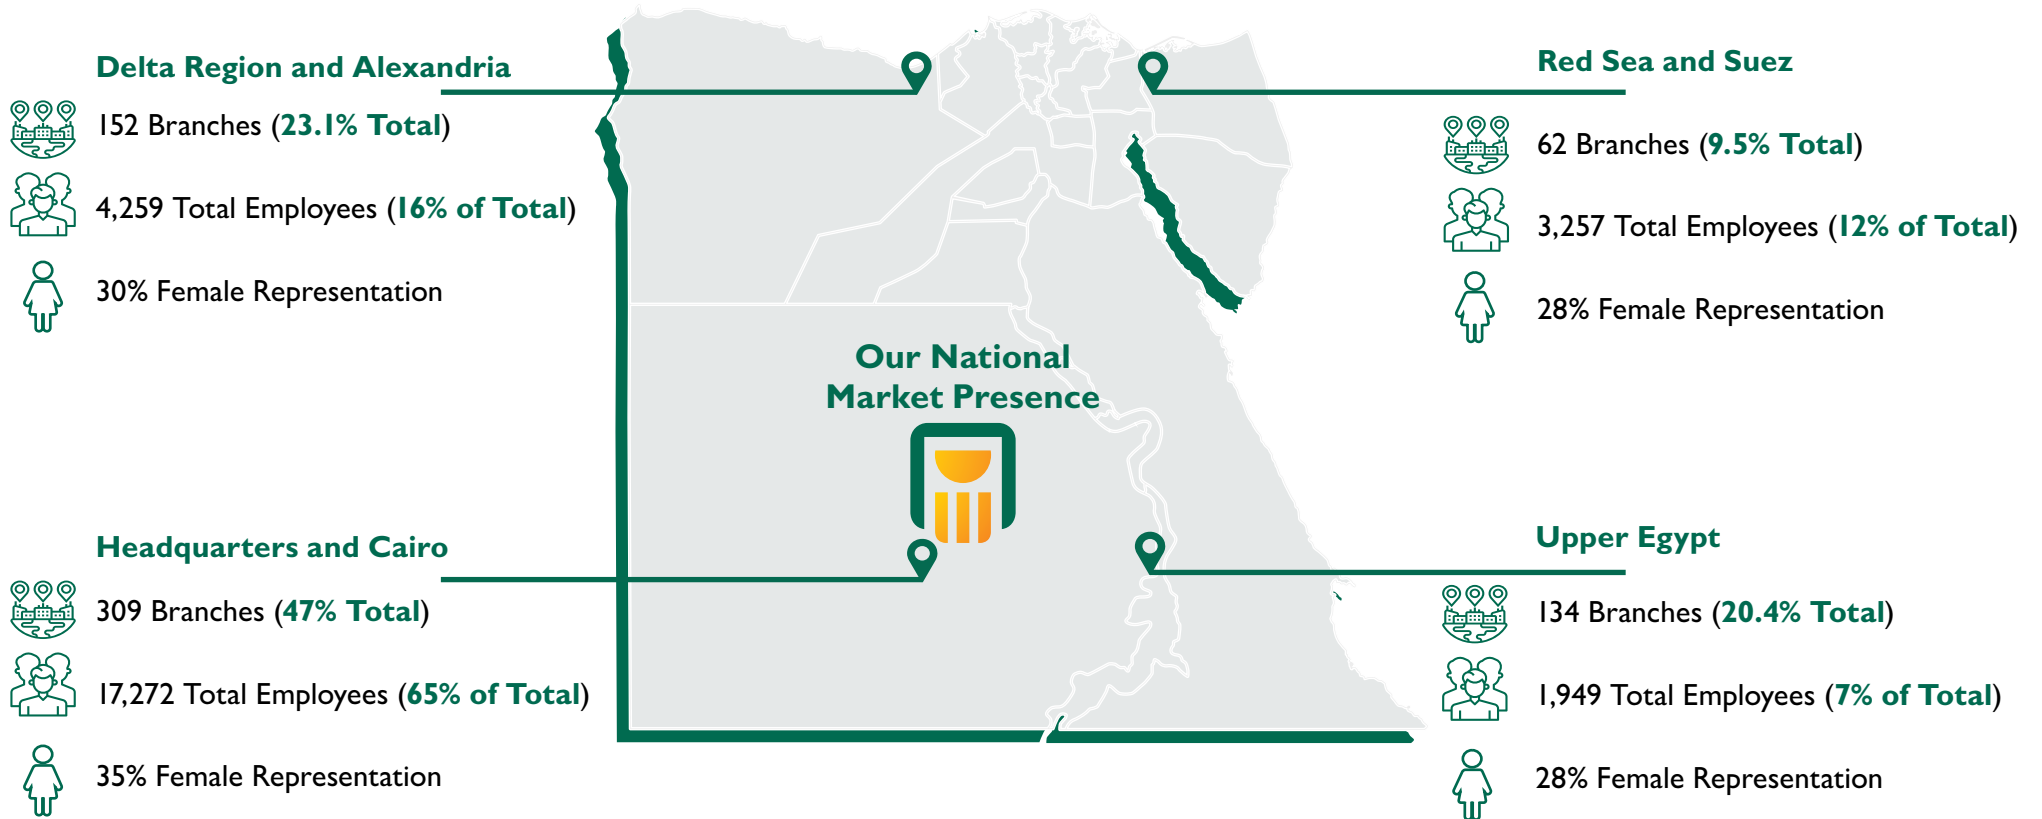 Delta Region and Alexandria
152 Branches (23.1% Total)
4,259 Total Employees (16% of Total)
30% Female Representation
Red Sea and Suez
62 Branches (9.5% Total)
3,257 Total Employees (12% of Total)
28% Female Representation
Our National
Market Presence
Headquarters and Cairo
309 Branches (47% Total)
17,272 Total Employees (65% of Total)
35% Female Representation
Upper Egypt
134 Branches (20.4% Total)
1,949 Total Employees (7% of Total)
28% Female Representation